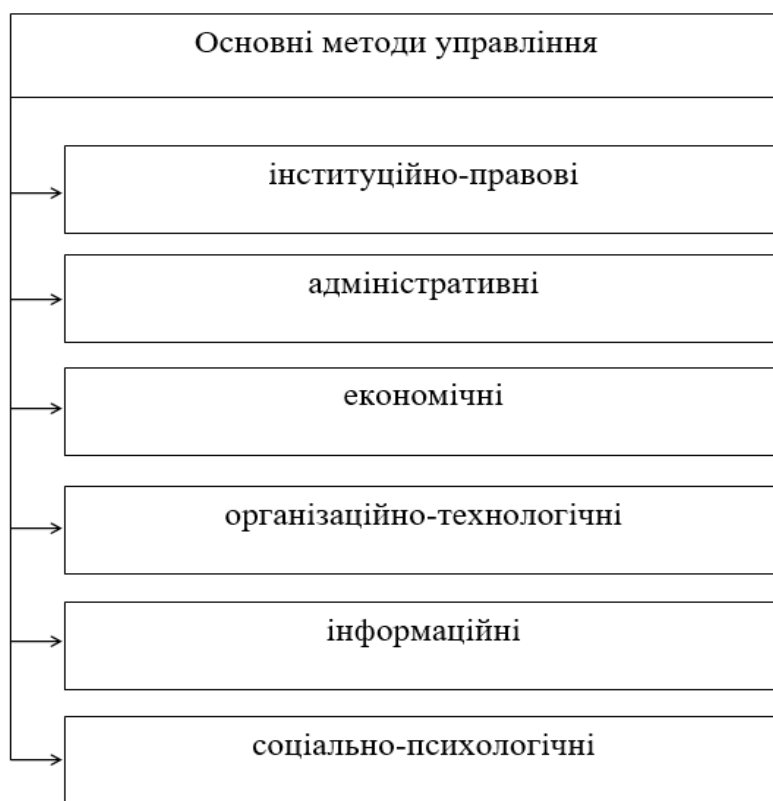 Основні методи управління
інституційно-правові
адміністративні
економічні
організаційно-технологічні
інформаційні
соціально-психологічні